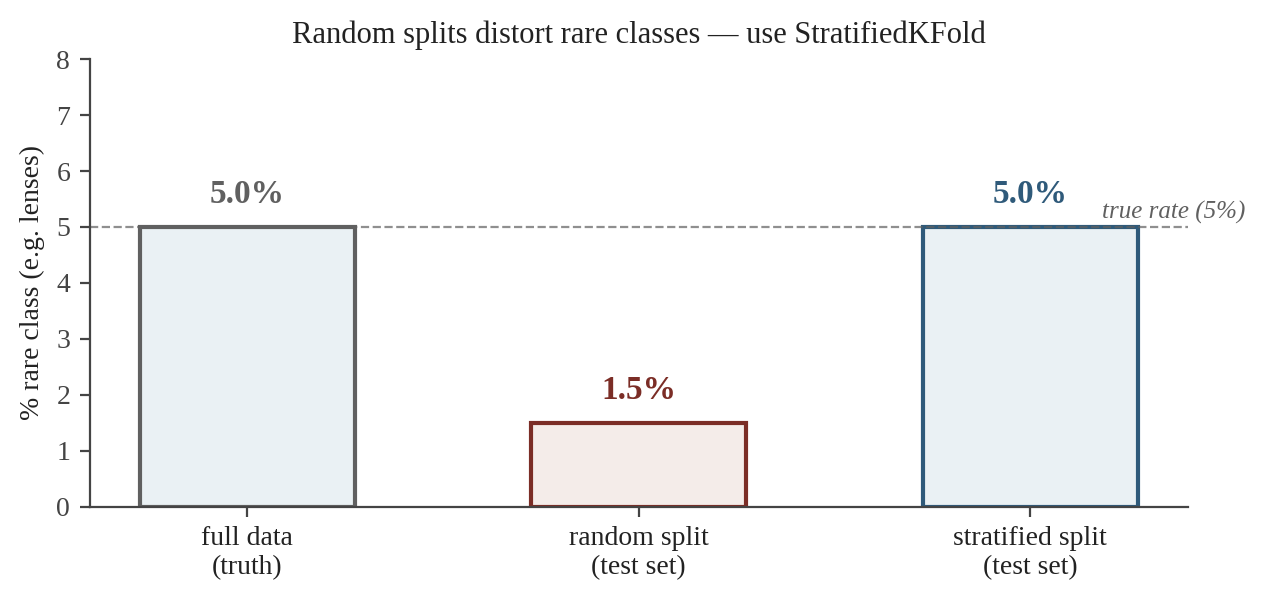 Random splits distort rare classes — use StratifiedKFold
% rare class (e.g. lenses)
8
7
6
5
4
3
2
1
0
5.0%
1.5%
5.0%
true rate (5%)
full data
(truth)
random split
(test set)
stratified split
(test set)